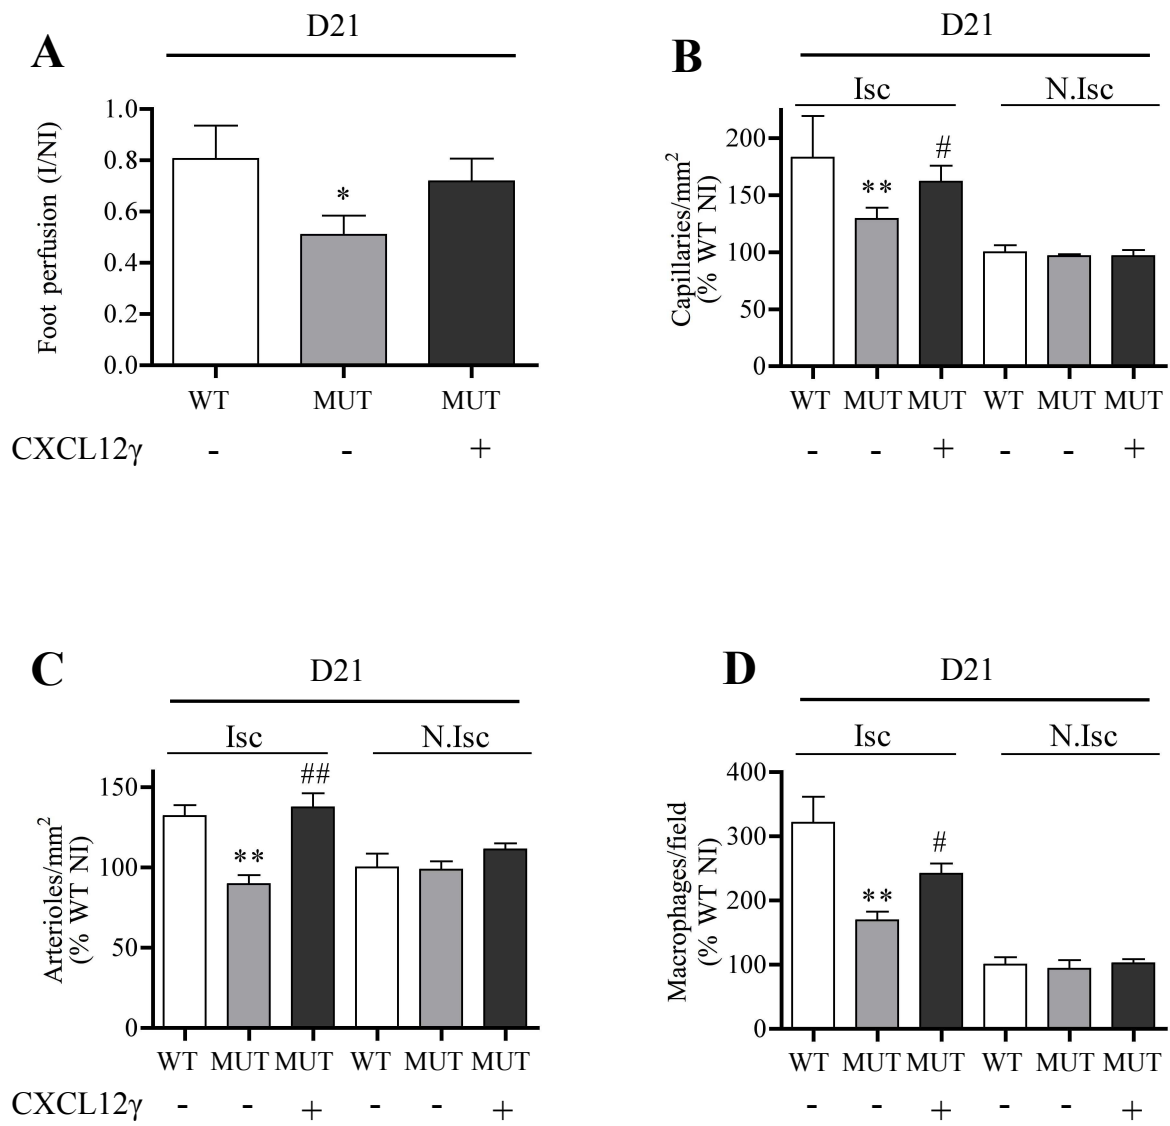 A
D21
Foot perfusion (I/NI)
1.0
0.8
0.6
0.4
0.2
0.0
*
WT MUT MUT
CXCL12γ - - +
B
D21
Isc N.Isc
Capillaries/mm²
(% WT NI)
200
150
100
50
0
** #
WT MUT MUT WT MUT MUT
- - + - - +
C
D21
Isc N.Isc
Arterioles/mm²
(% WT NI)
150
100
50
0
** ##
WT MUT MUT WT MUT MUT
CXCL12γ - - + - - +
D
D21
Isc N.Isc
Macrophages/field
(% WT NI)
400
300
200
100
0
** #
WT MUT MUT WT MUT MUT
- - + - - +